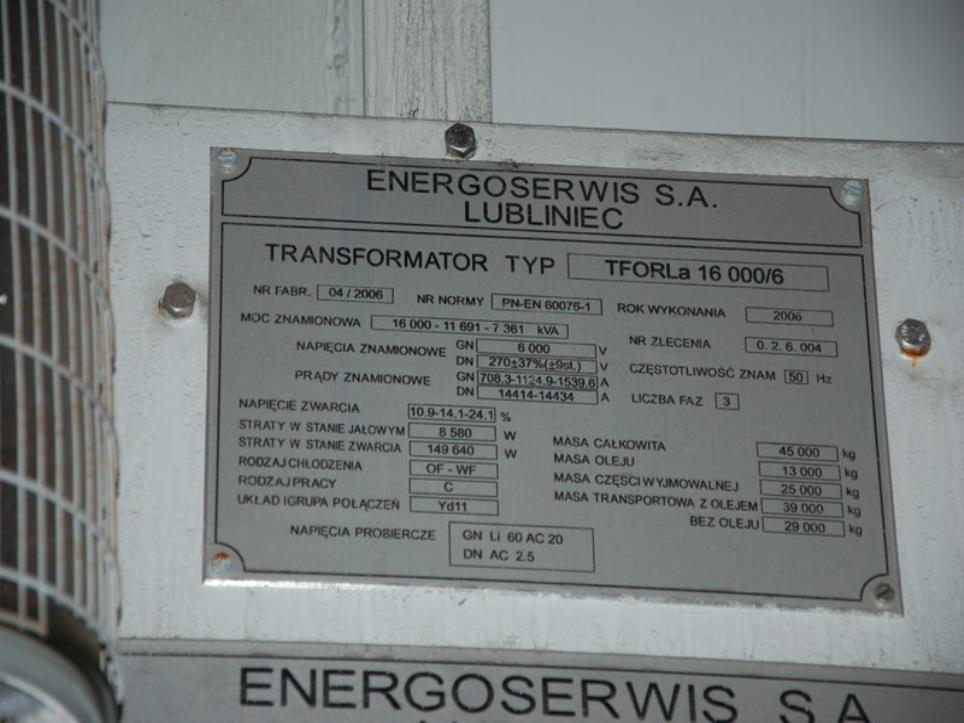 ENERGOSERWIS S.A.
LUBLINIEC
TRANSFORMATOR TYP TFORLa 16 000/6
NR FABR. 04 / 2006 NR NORMY PN-EN 60076-1 ROK WYKONANIA 2006
MOC ZNAMIONOWA 16 000 - 11 691 - 7 361 kVA NR ZLECENIA 0. 2. 6. 004
NAPIĘCIA ZNAMIONOWE GN 6 000 V
DN 270±37%(±9st.) V CZĘSTOTLIWOŚĆ ZNAM 50 Hz
PRĄDY ZNAMIONOWE GN 708.3-1124.9-1539.6 A
DN 14414-14434 A LICZBA FAZ 3
NAPIĘCIE ZWARCIA 10.9-14.1-24.1 %
STRATY W STANIE JAŁOWYM 8 580 W
STRATY W STANIE ZWARCIA 149 640 W
RODZAJ CHŁODZENIA OF - WF
RODZAJ PRACY C
UKŁAD I GRUPA POŁĄCZEŃ Yd11
MASA CAŁKOWITA 45 000 kg
MASA OLEJU 13 000 kg
MASA CZĘŚCI WYJMOWALNEJ 25 000 kg
MASA TRANSPORTOWA Z OLEJEM 39 000 kg
BEZ OLEJU 29 000 kg
NAPIĘCIA PROBIERCZE GN Li 60 AC 20
DN AC 2.5
ENERGOSERWIS S.A.